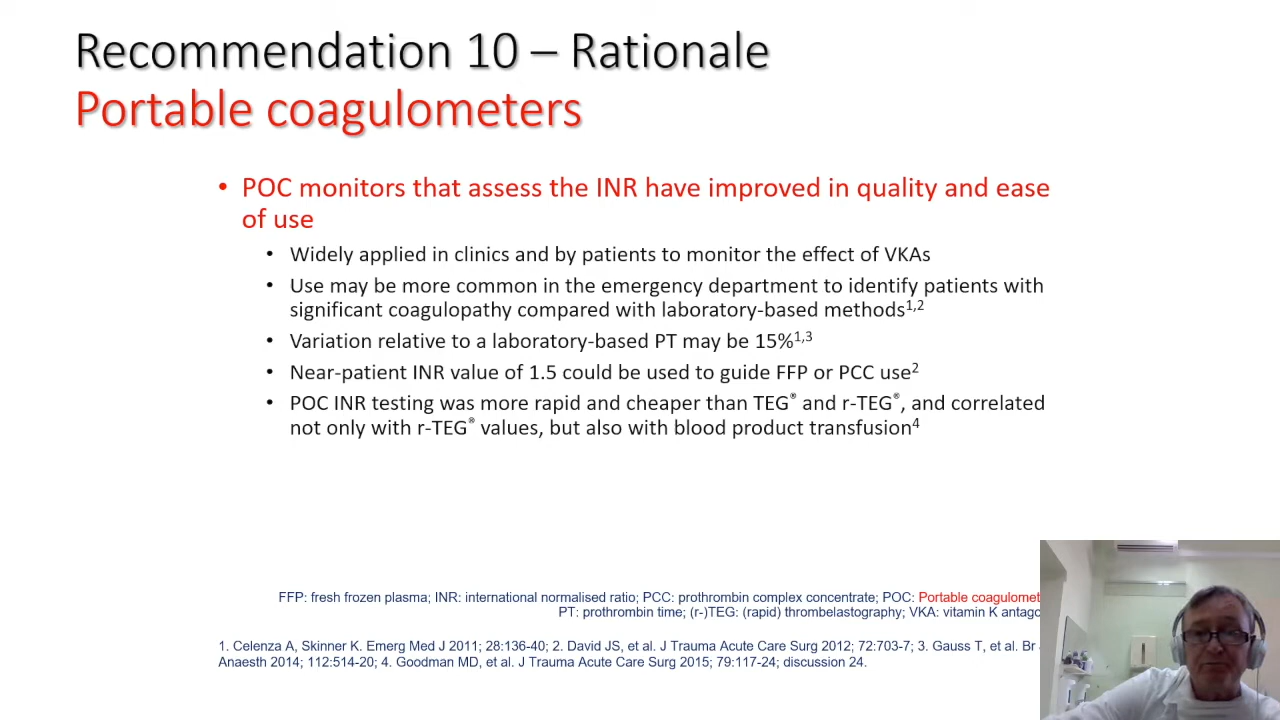 Recommendation 10 – Rationale
Portable coagulometers
• POC monitors that assess the INR have improved in quality and ease
of use
• Widely applied in clinics and by patients to monitor the effect of VKAs
• Use may be more common in the emergency department to identify patients with
significant coagulopathy compared with laboratory-based methods1,2
• Variation relative to a laboratory-based PT may be 15%1,3
• Near-patient INR value of 1.5 could be used to guide FFP or PCC use2
• POC INR testing was more rapid and cheaper than TEG® and r-TEG®, and correlated
not only with r-TEG® values, but also with blood product transfusion4
FFP: fresh frozen plasma; INR: international normalised ratio; PCC: prothrombin complex concentrate; POC: Portable
PT: prothrombin time; (r-)TEG: (rapid) thrombelastography; VKA: vitamin K
1. Celenza A, Skinner K. Emerg Med J 2011; 28:136-40; 2. David JS, et al. J Trauma Acute Care Surg 2012; 72:703-7; 3. Gauss T, et al. Br
Anaesth 2014; 112:514-20; 4. Goodman MD, et al. J Trauma Acute Care Surg 2015; 79:117-24; discussion 24.